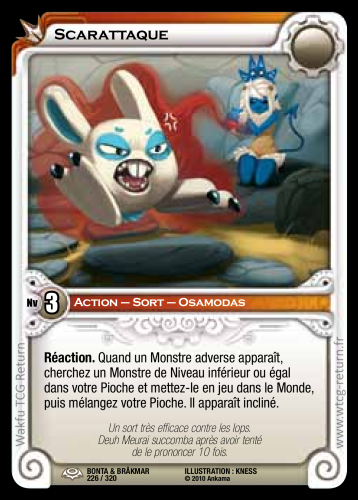 Scarattaque
Nv 3
Action – Sort – Osamodas
Réaction. Quand un Monstre adverse apparaît,
cherchez un Monstre de Niveau inférieur ou égal
dans votre Pioche et mettez-le en jeu dans le Monde,
puis mélangez votre Pioche. Il apparaît incliné.
Un sort très efficace contre les lops.
Deuh Meurai succomba après avoir tenté
de le prononcer 10 fois.
BONTA & BRÂKMAR
226 / 320
ILLUSTRATION : KNESS
© 2010 Ankama
Wakfu TCG Return
www.wtcg-return.fr